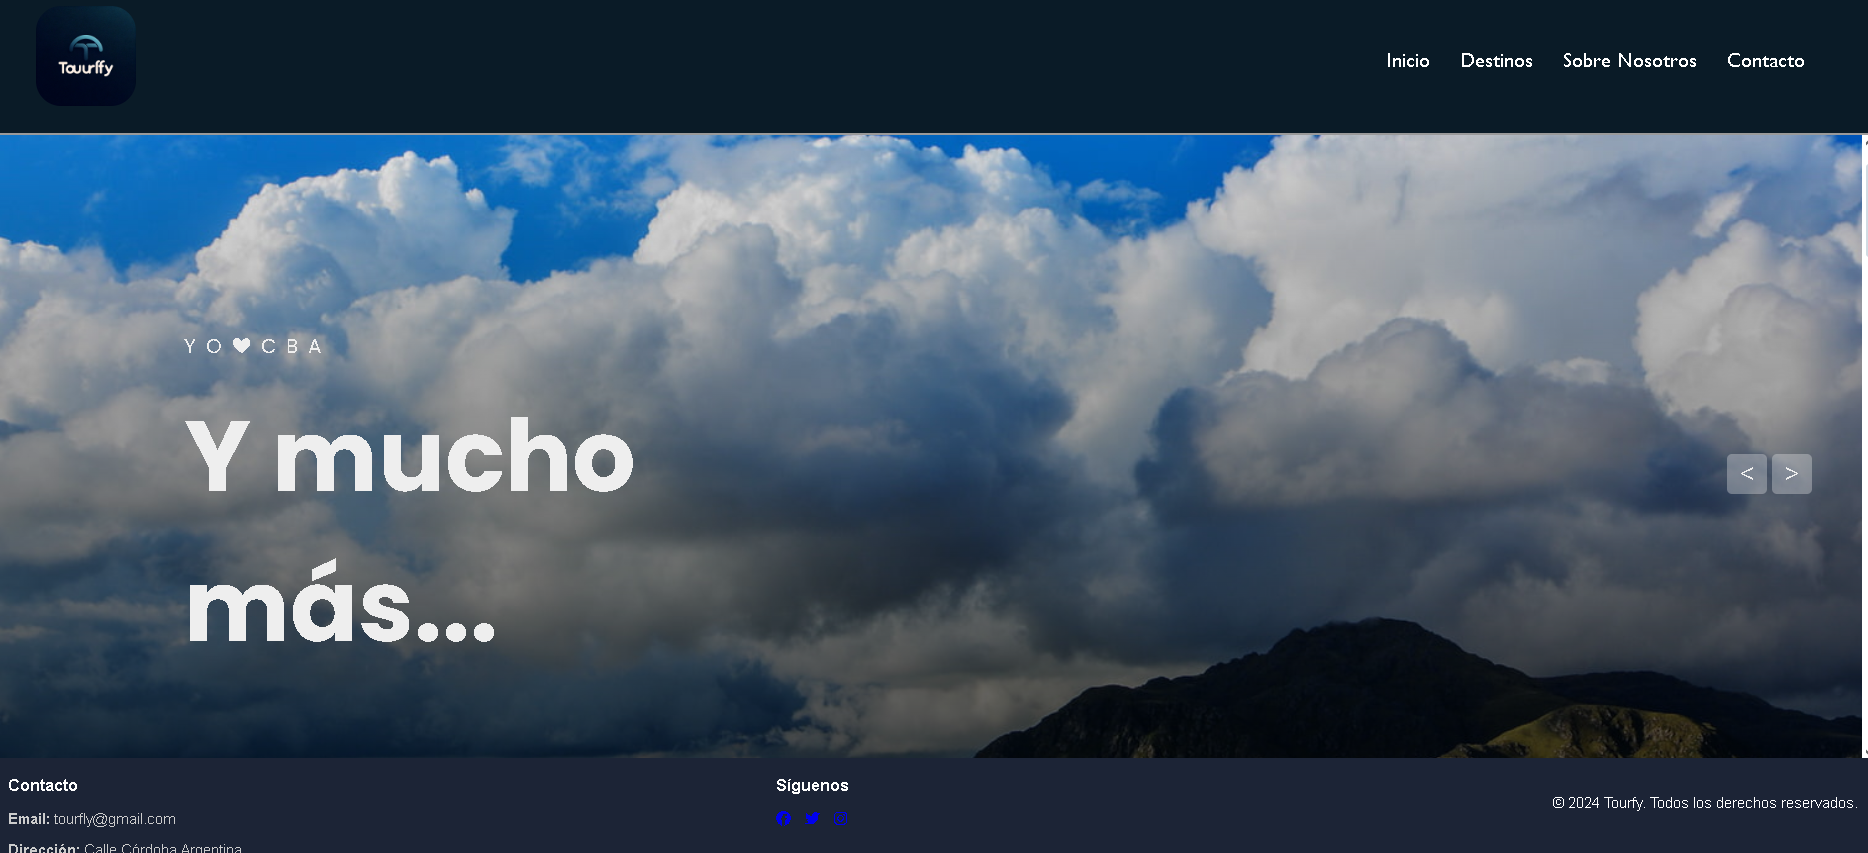 Touurffy
Inicio Destinos Sobre Nosotros Contacto
YO♥CBA
Y mucho
más...
< >
Contacto
Email: tourfly@gmail.com
Dirección: Calle Córdoba Argentina
Síguenos
© 2024 Tourfy. Todos los derechos reservados.